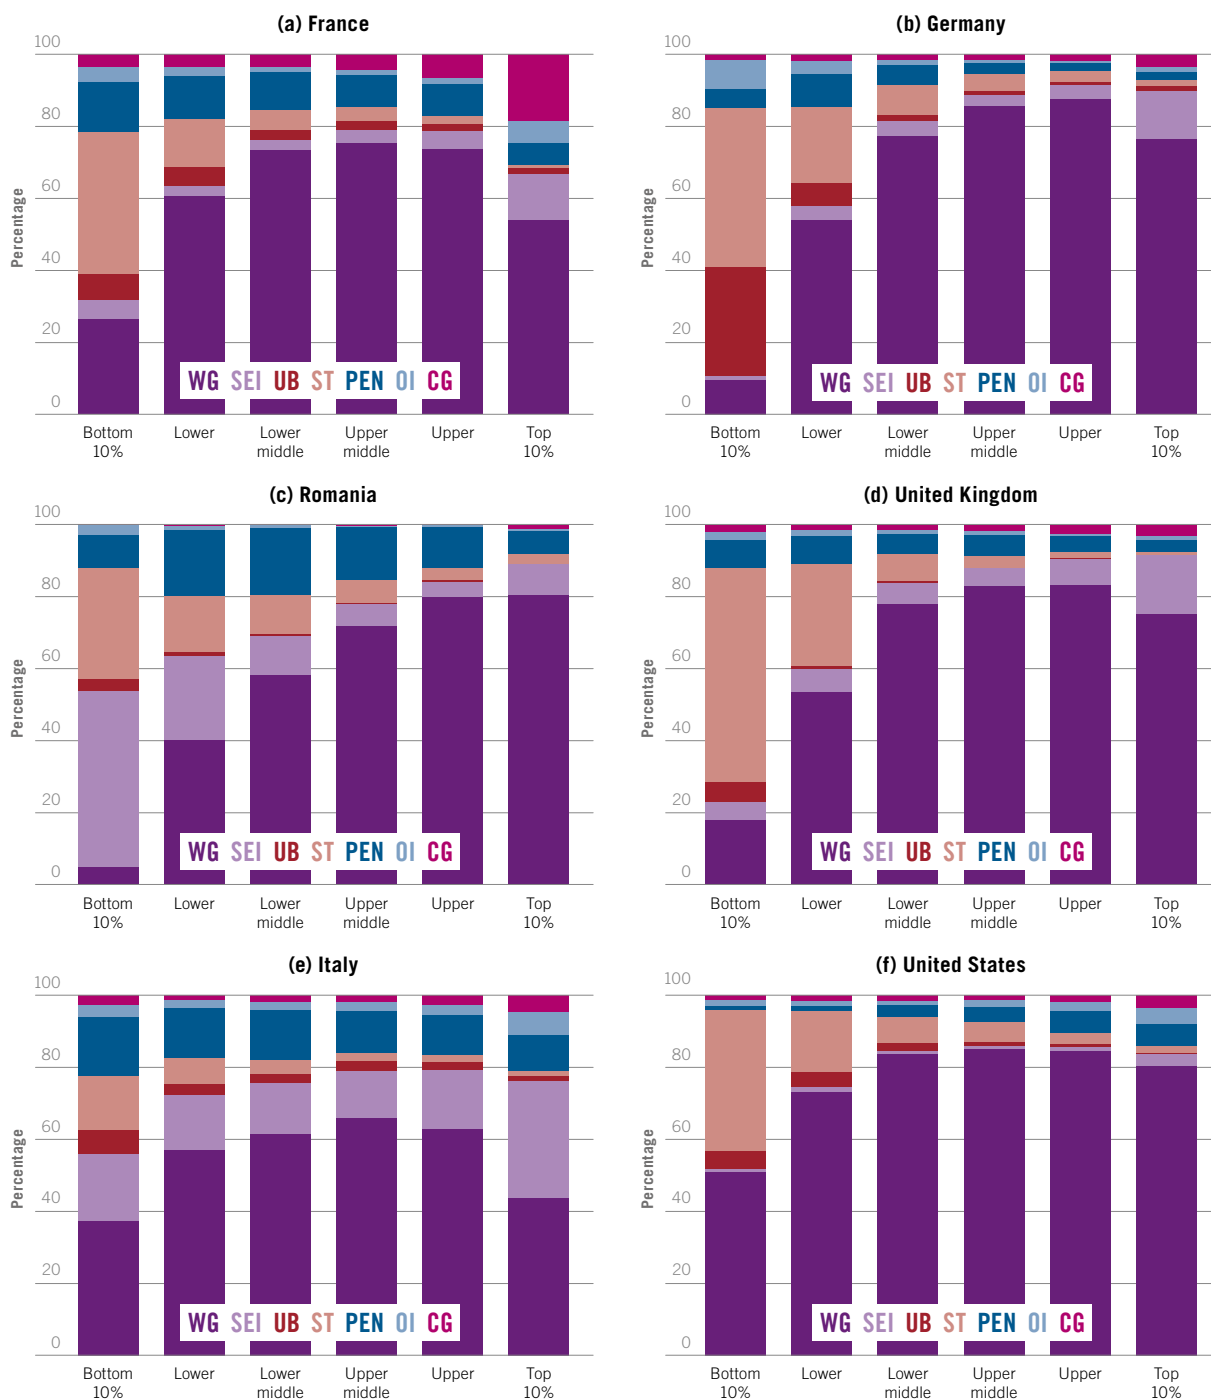 (a) France
100
80
60
40
20
0
Percentage
WG SEI UB ST PEN OI CG
Bottom 10%
Lower
Lower middle
Upper middle
Upper
Top 10%
(b) Germany
100
80
60
40
20
0
Percentage
WG SEI UB ST PEN OI CG
Bottom 10%
Lower
Lower middle
Upper middle
Upper
Top 10%
(c) Romania
100
80
60
40
20
0
Percentage
WG SEI UB ST PEN OI CG
Bottom 10%
Lower
Lower middle
Upper middle
Upper
Top 10%
(d) United Kingdom
100
80
60
40
20
0
Percentage
WG SEI UB ST PEN OI CG
Bottom 10%
Lower
Lower middle
Upper middle
Upper
Top 10%
(e) Italy
100
80
60
40
20
0
Percentage
WG SEI UB ST PEN OI CG
Bottom 10%
Lower
Lower middle
Upper middle
Upper
Top 10%
(f) United States
100
80
60
40
20
0
Percentage
WG SEI UB ST PEN OI CG
Bottom 10%
Lower
Lower middle
Upper middle
Upper
Top 10%